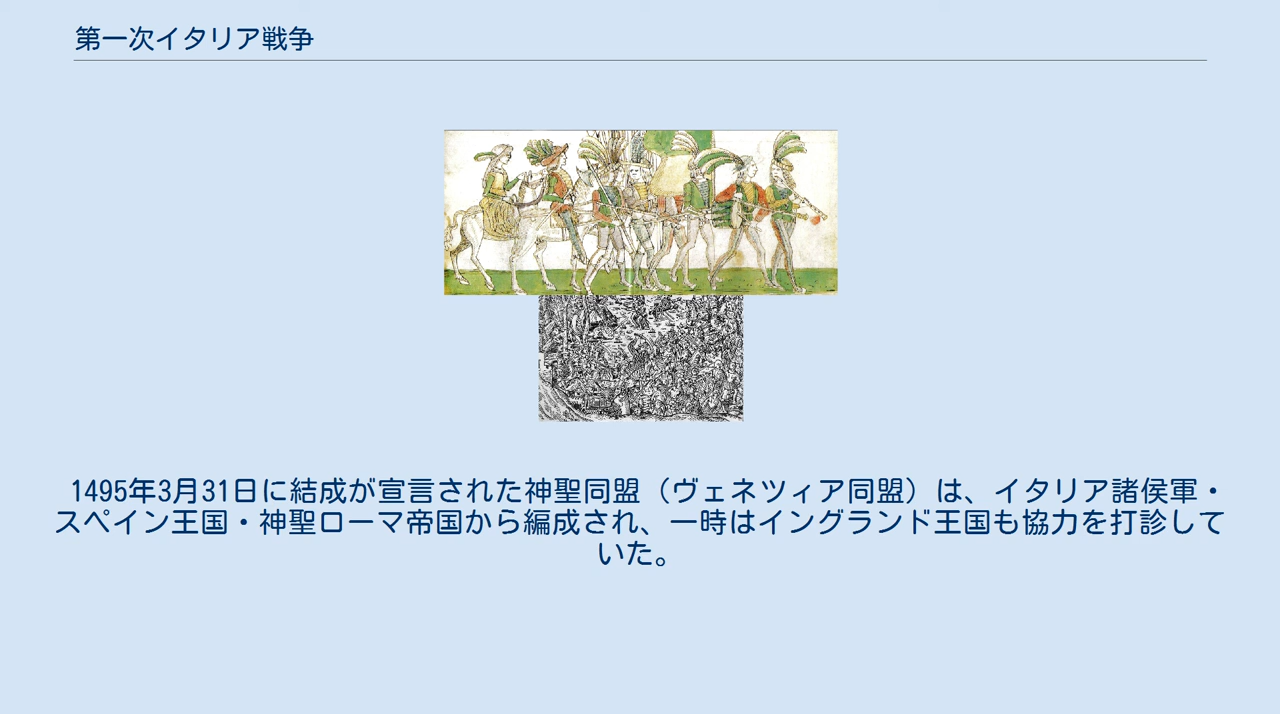 第一次イタリア戦争
1495年3月31日に結成が宣言された神聖同盟（ヴェネツィア同盟）は、イタリア諸侯軍・
スペイン王国・神聖ローマ帝国から編成され、一時はイングランド王国も協力を打診して
いた。